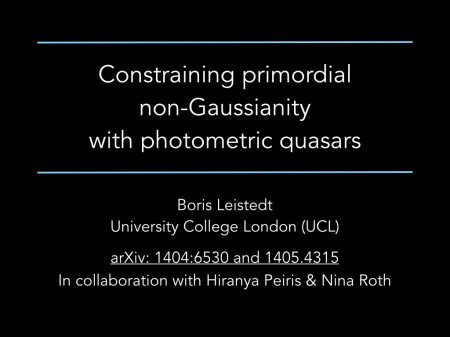 Constraining primordial
non-Gaussianity
with photometric quasars
Boris Leistedt
University College London (UCL)
arXiv: 1404:6530 and 1405.4315
In collaboration with Hiranya Peiris & Nina Roth